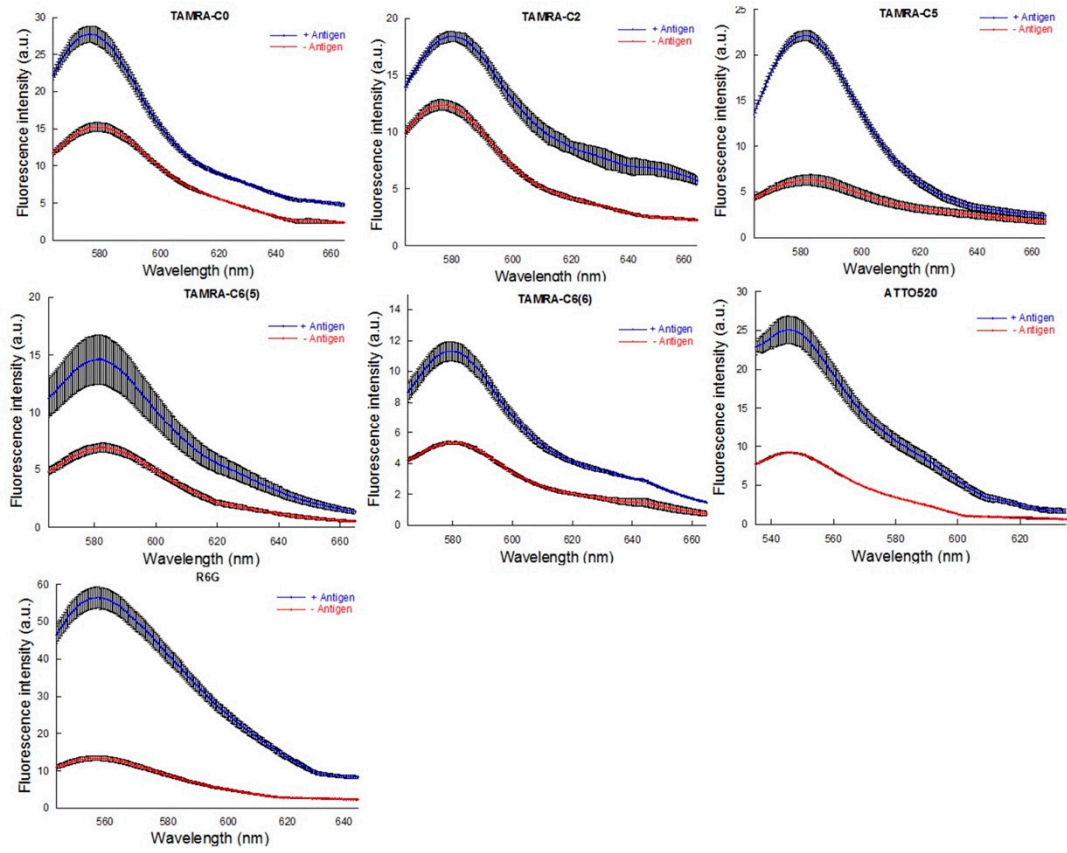 TAMRA-C0
Fluorescence intensity (a.u.)
30
25
20
15
10
5
0
580
600
620
640
660
Wavelength (nm)
+ Antigen
- Antigen
TAMRA-C2
Fluorescence intensity (a.u.)
20
15
10
5
0
580
600
620
640
660
Wavelength (nm)
+ Antigen
- Antigen
TAMRA-C5
Fluorescence intensity (a.u.)
25
20
15
10
5
0
580
600
620
640
660
Wavelength (nm)
+ Antigen
- Antigen
TAMRA-C6(5)
Fluorescence intensity (a.u.)
20
15
10
5
0
580
600
620
640
660
Wavelength (nm)
+ Antigen
- Antigen
TAMRA-C6(6)
Fluorescence intensity (a.u.)
14
12
10
8
6
4
2
0
580
600
620
640
660
Wavelength (nm)
+ Antigen
- Antigen
ATTO520
Fluorescence intensity (a.u.)
30
25
20
15
10
5
0
540
560
580
600
620
Wavelength (nm)
+ Antigen
- Antigen
R6G
Fluorescence intensity (a.u.)
60
50
40
30
20
10
0
560
580
600
620
640
Wavelength (nm)
+ Antigen
- Antigen